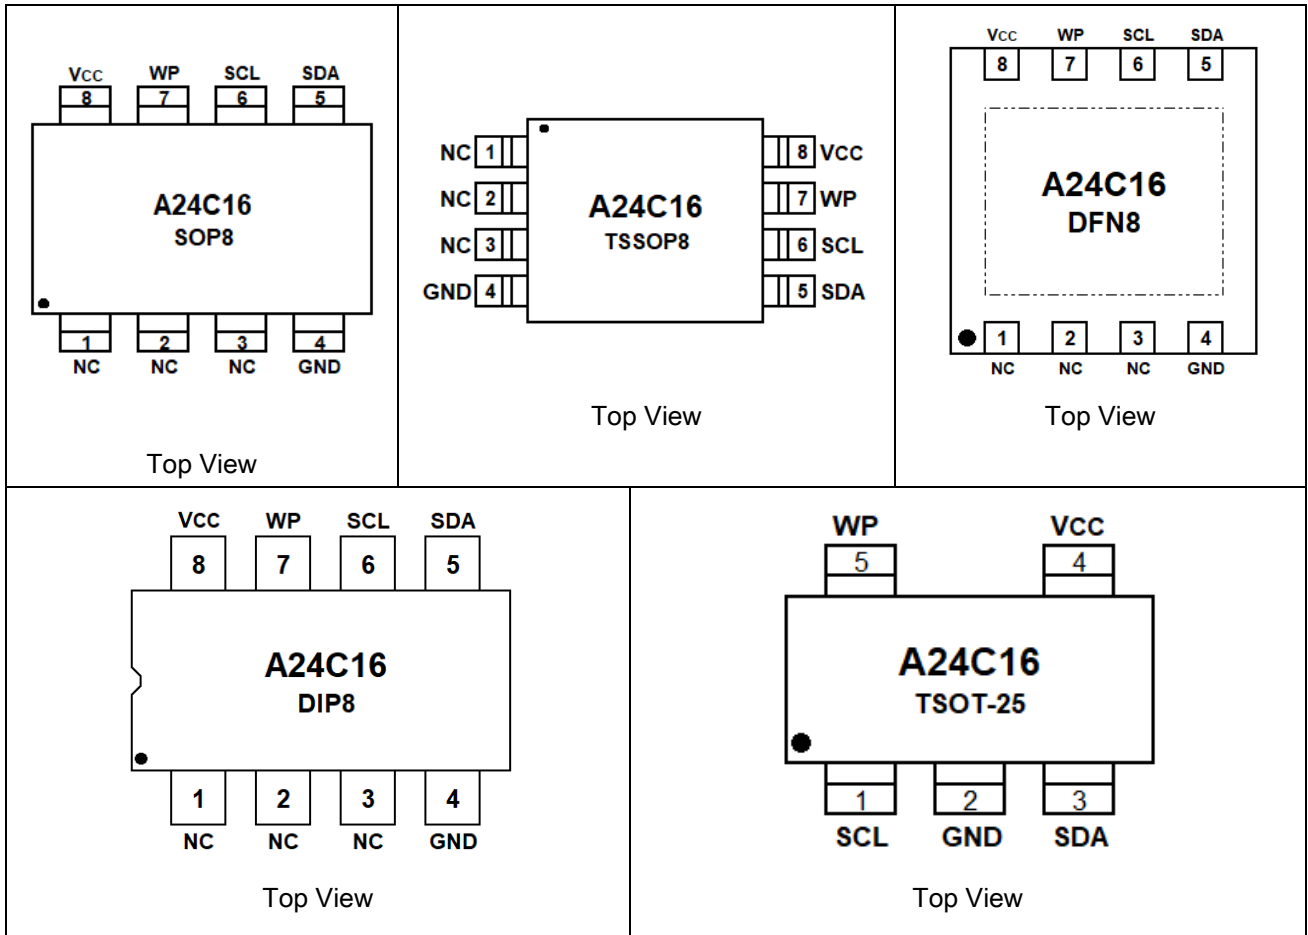 VCC WP SCL SDA
8 7 6 5
A24C16
SOP8
1 2 3 4
NC NC NC GND
Top View
NC 1 8 VCC
NC 2 7 WP
A24C16
TSSOP8
NC 3 6 SCL
GND 4 5 SDA
Top View
VCC WP SCL SDA
8 7 6 5
A24C16
DFN8
1 2 3 4
NC NC NC GND
Top View
VCC WP SCL SDA
8 7 6 5
A24C16
DIP8
1 2 3 4
NC NC NC GND
Top View
WP VCC
5 4
A24C16
TSOT-25
1 2 3
SCL GND SDA
Top View